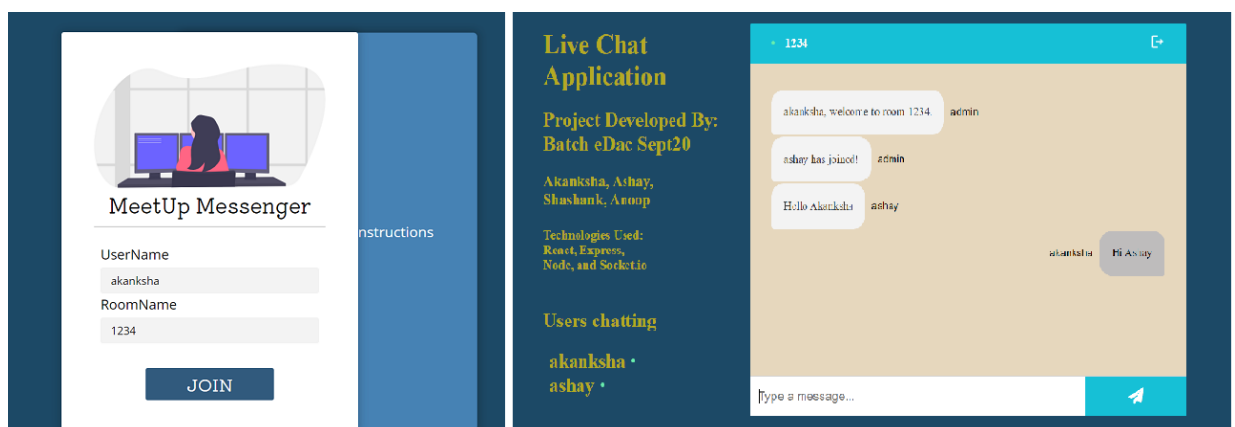 MeetUp Messenger
nstructions
UserName
akanksha
RoomName
1234
JOIN
Live Chat
Application
Project Developed By:
Batch eDac Sept20
Akanksha, Ashay,
Shashank, Anoop
Technologies Used:
React, Express,
Node, and Socket.io
Users chatting
akanksha
ashay
1234
akanksha, welcome to room 1234. admin
ashay has joined! admin
Hello Akanksha ashay
akanksha Hi Ashay
Type a message...